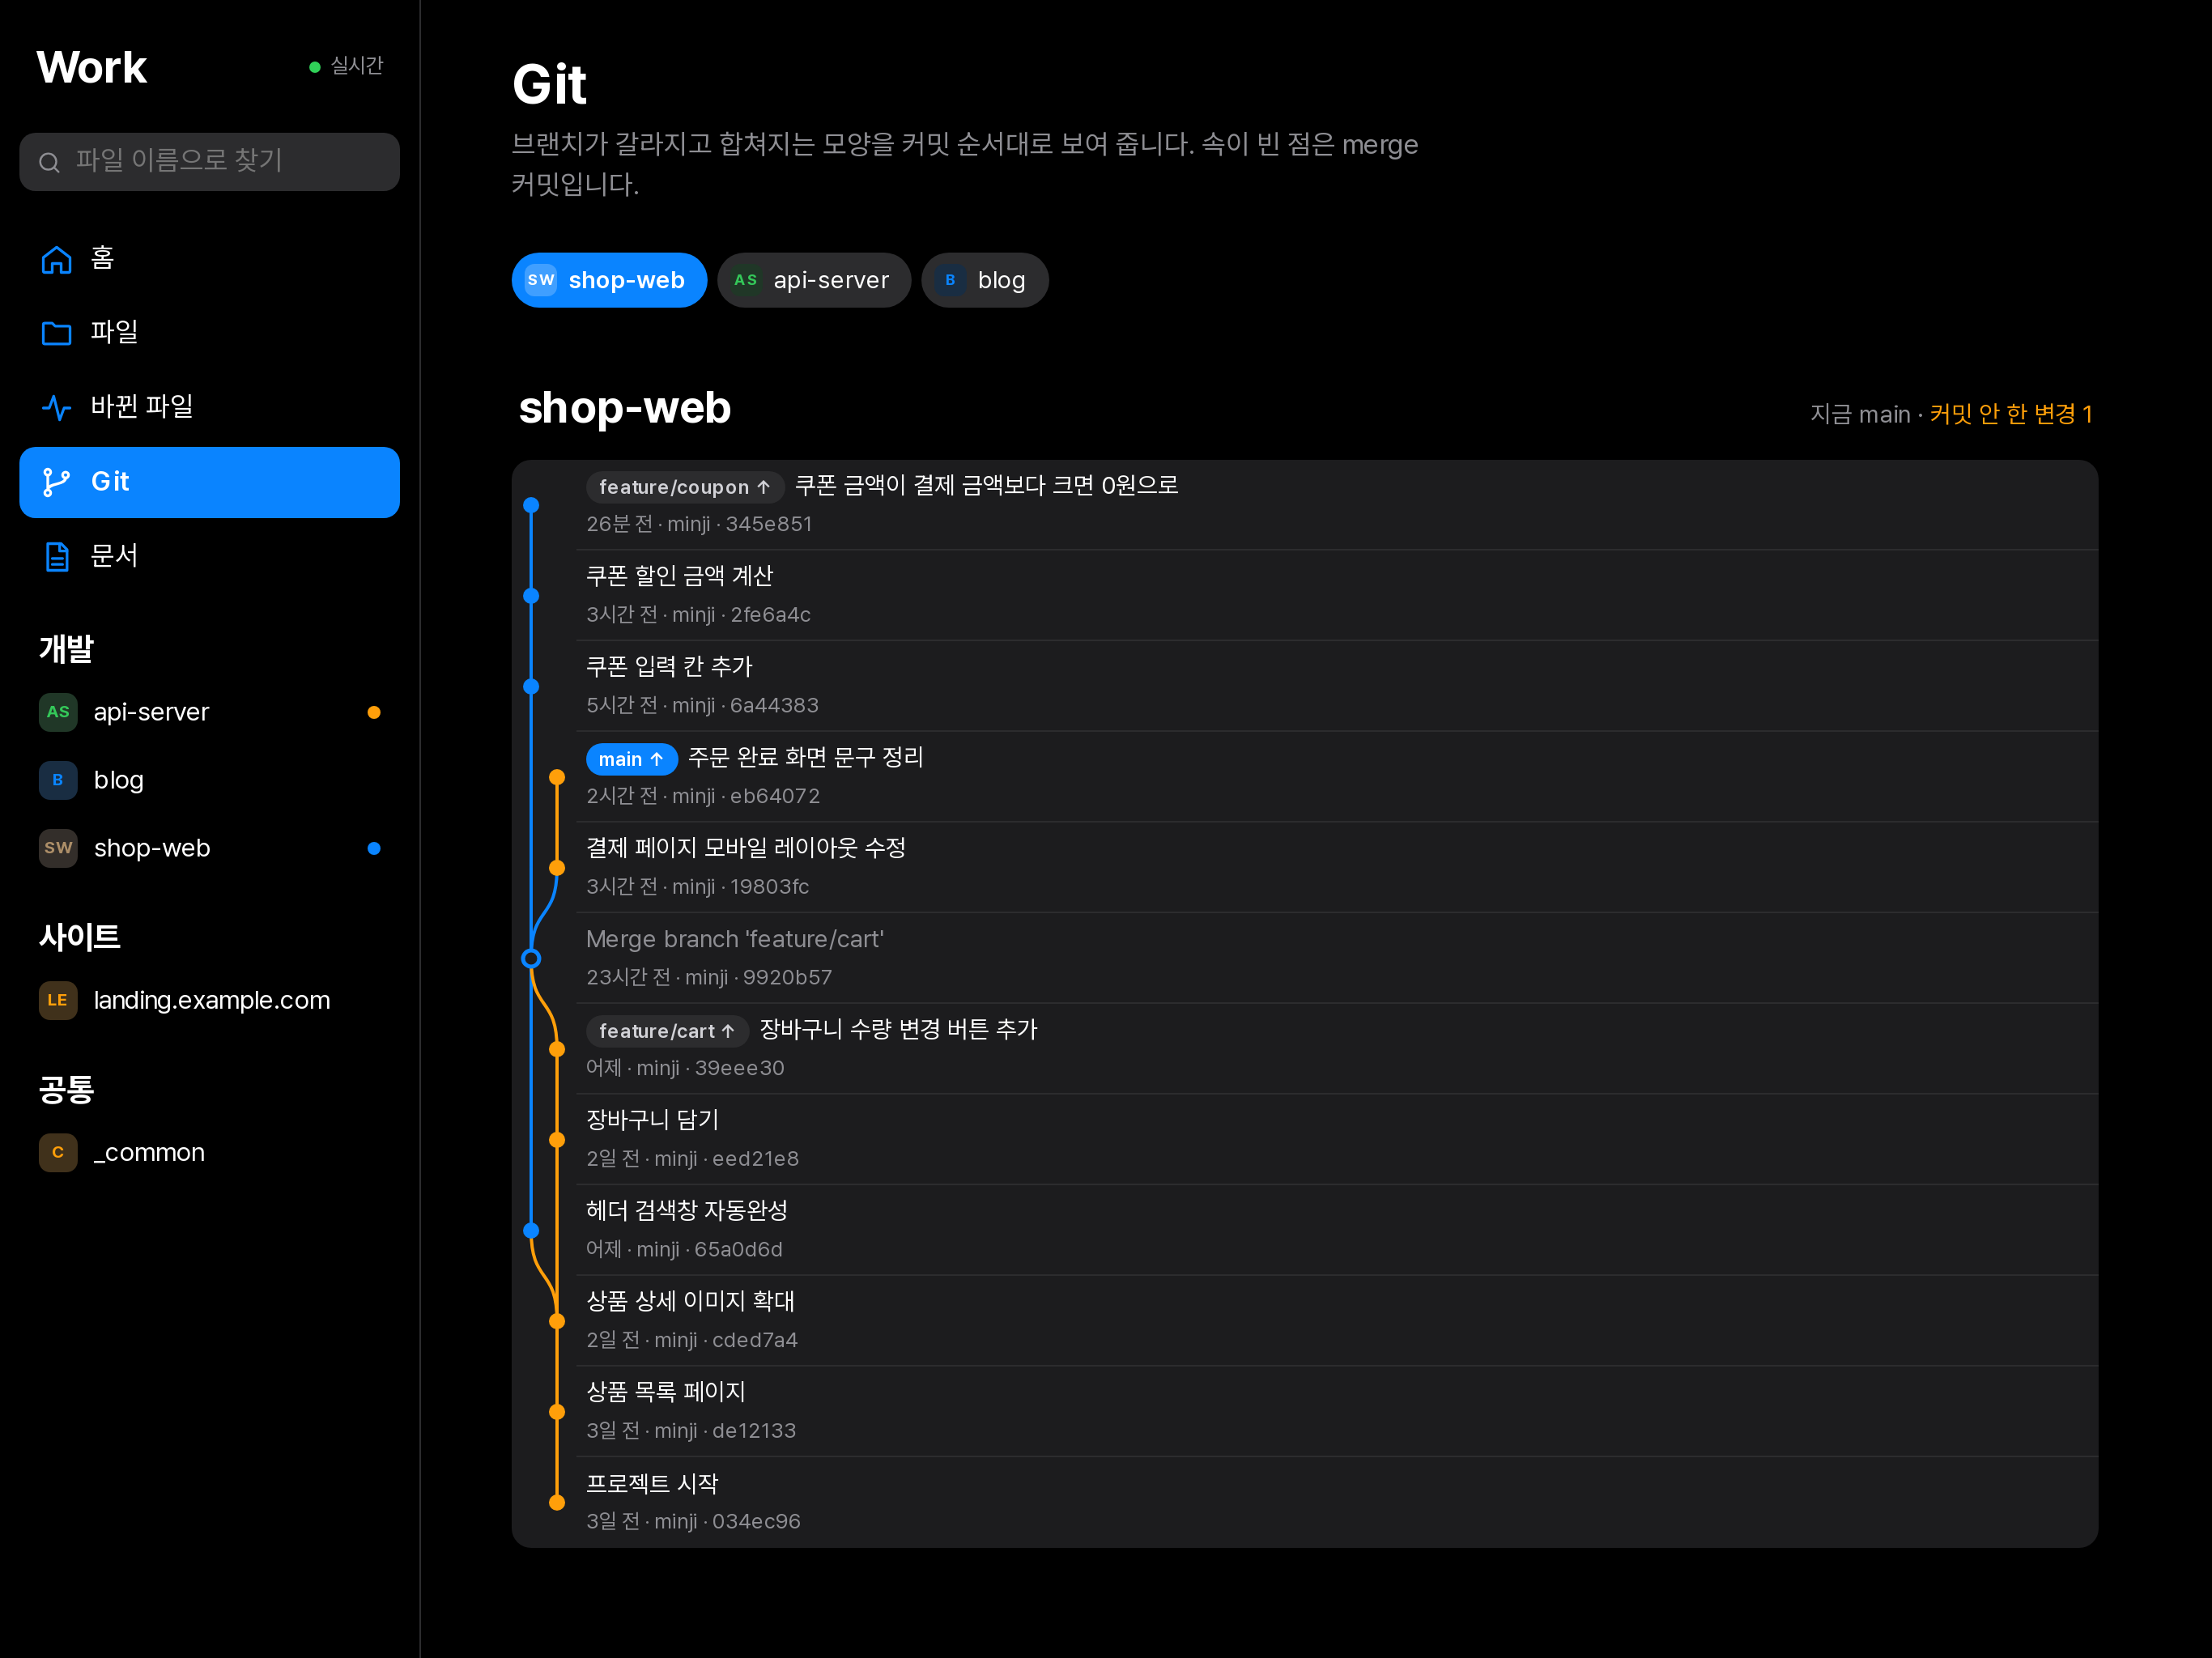 Work
실시간
파일 이름으로 찾기
홈
파일
바뀐 파일
Git
문서
개발
AS api-server
B blog
SW shop-web
사이트
LE landing.example.com
공통
C _common
Git
브랜치가 갈라지고 합쳐지는 모양을 커밋 순서대로 보여 줍니다. 속이 빈 점은 merge
커밋입니다.
SW shop-web AS api-server B blog
shop-web
지금 main · 커밋 안 한 변경 1
feature/coupon ↑ 쿠폰 금액이 결제 금액보다 크면 0원으로
26분 전 · minji · 345e851
쿠폰 할인 금액 계산
3시간 전 · minji · 2fe6a4c
쿠폰 입력 칸 추가
5시간 전 · minji · 6a44383
main ↑ 주문 완료 화면 문구 정리
2시간 전 · minji · eb64072
결제 페이지 모바일 레이아웃 수정
3시간 전 · minji · 19803fc
Merge branch 'feature/cart'
23시간 전 · minji · 9920b57
feature/cart ↑ 장바구니 수량 변경 버튼 추가
어제 · minji · 39eee30
장바구니 담기
2일 전 · minji · eed21e8
헤더 검색창 자동완성
어제 · minji · 65a0d6d
상품 상세 이미지 확대
2일 전 · minji · cded7a4
상품 목록 페이지
3일 전 · minji · de12133
프로젝트 시작
3일 전 · minji · 034ec96